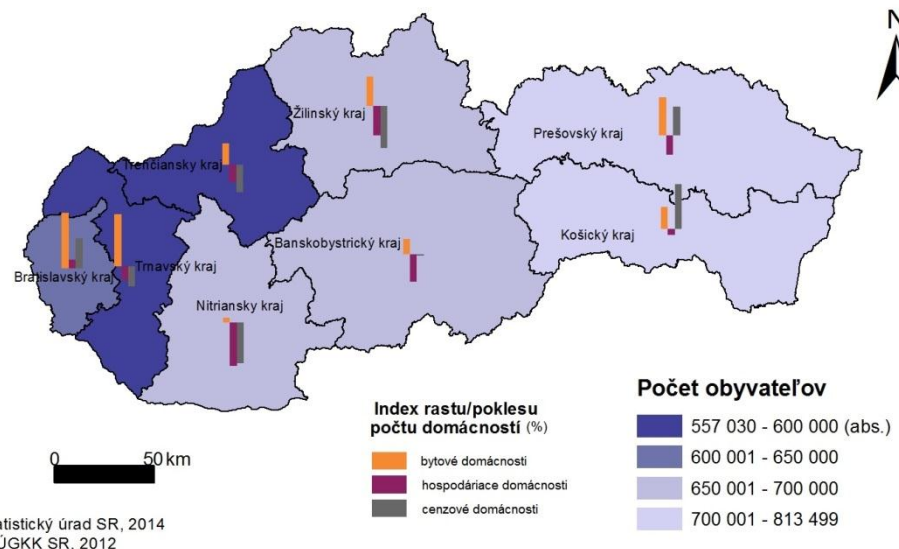 N
Žilinský kraj
Prešovský kraj
Trenčiansky kraj
Košický kraj
Banskobystrický kraj
Bratislavský kraj
Trnavský kraj
Nitriansky kraj
Index rastu/poklesu
počtu domácností (%)
bytové domácnosti
hospodáriace domácnosti
cenzové domácnosti
Počet obyvateľov
557 030 - 600 000 (abs.)
600 001 - 650 000
650 001 - 700 000
700 001 - 813 499
0 50 km
atistický úrad SR, 2014
ÚGKK SR, 2012